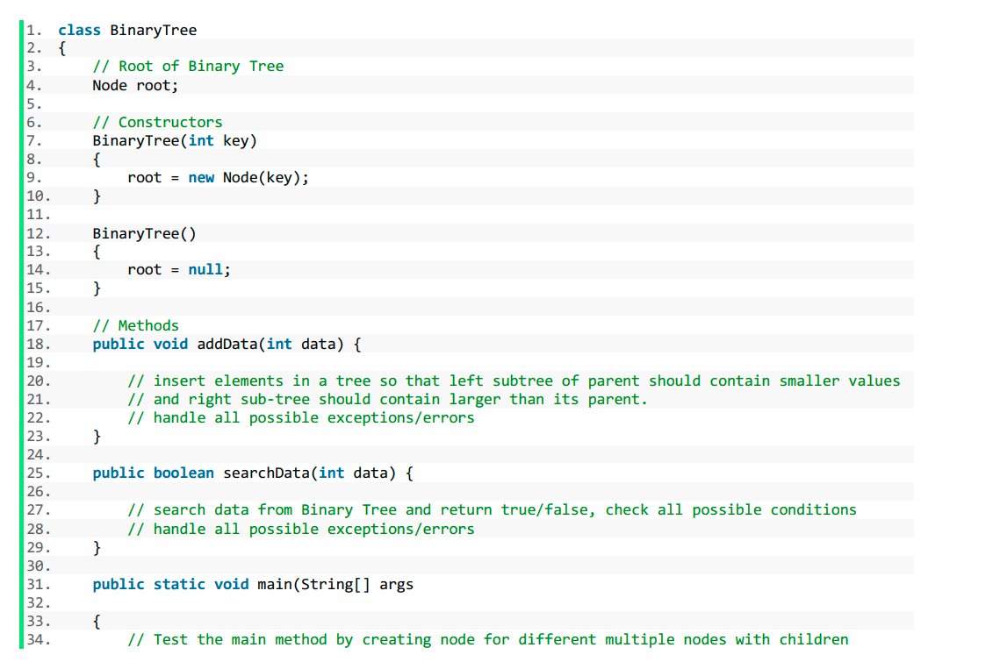 1. class BinaryTree
2. {
3.     // Root of Binary Tree
4.     Node root;
5.
6.     // Constructors
7.     BinaryTree(int key)
8.     {
9.         root = new Node(key);
10.     }
11.
12.     BinaryTree()
13.     {
14.         root = null;
15.     }
16.
17.     // Methods
18.     public void addData(int data) {
19.
20.         // insert elements in a tree so that left subtree of parent should contain smaller values
21.         // and right sub-tree should contain larger than its parent.
22.         // handle all possible exceptions/errors
23.     }
24.
25.     public boolean searchData(int data) {
26.
27.         // search data from Binary Tree and return true/false, check all possible conditions
28.         // handle all possible exceptions/errors
29.     }
30.
31.     public static void main(String[] args
32.
33.     {
34.         // Test the main method by creating node for different multiple nodes with children